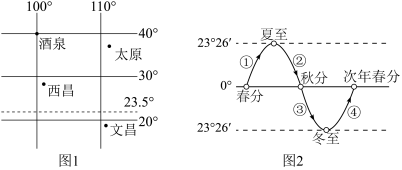 100°
110°
酒泉
40°
太原
30°
西昌
23.5°
20°
文昌
图1
夏至
23°26′
①
②
0°
春分
秋分
次年春分
③
④
23°26′
冬至
图2